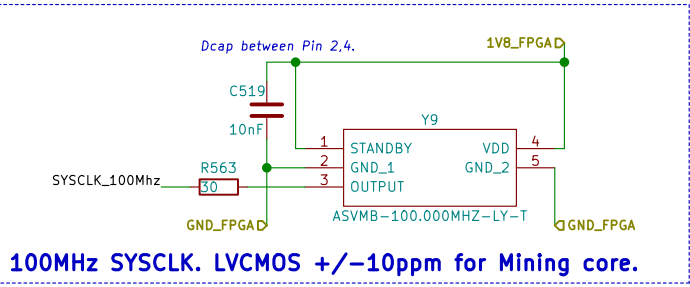 Dcap between Pin 2,4.
1V8_FPGA
C519
10nF
Y9
1 STANDBY VDD 4
2 GND_1 GND_2 5
3 OUTPUT
R563
30
SYSCLK_100Mhz
ASVMB-100.000MHZ-LY-T
GND_FPGA
GND_FPGA
100MHz SYSCLK. LVCMOS +/-10ppm for Mining core.